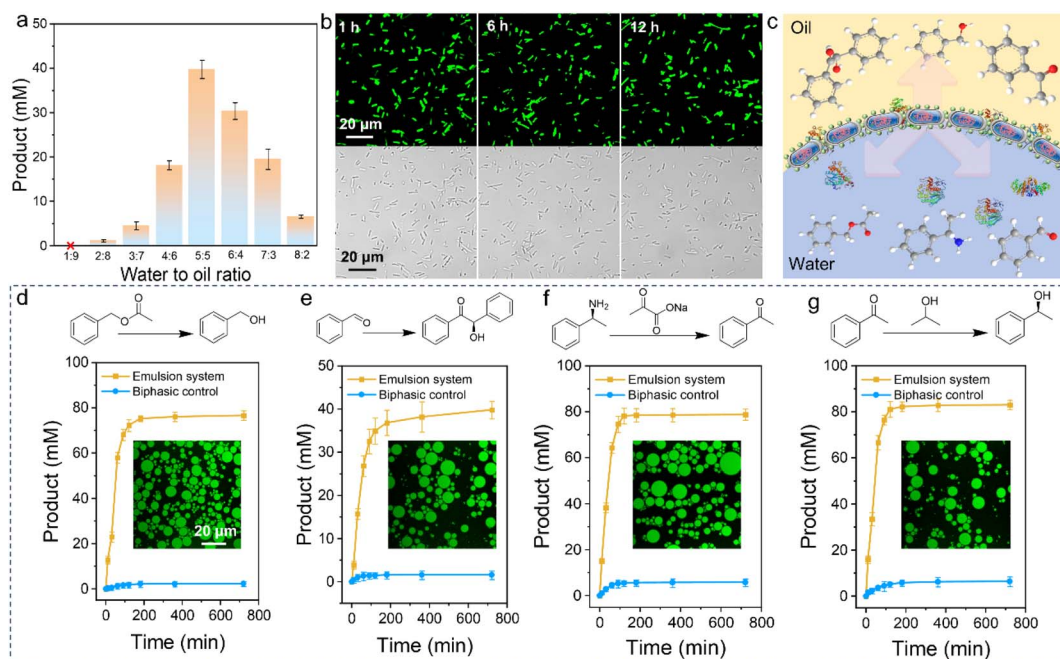 a
Product (mM)
50
40
30
20
10
0
1:9 2:8 3:7 4:6 5:5 6:4 7:3 8:2
Water to oil ratio
b
1 h 6 h 12 h
20 µm
20 µm
c
Oil
Water
d
O
O
OH
Emulsion system
Biphasic control
Product (mM)
100
80
60
40
20
0
20 µm
0 200 400 600 800
Time (min)
e
O
O
OH
Emulsion system
Biphasic control
Product (mM)
50
40
30
20
10
0
0 200 400 600 800
Time (min)
f
NH2
O
ONa
O
O
Emulsion system
Biphasic control
Product (mM)
100
80
60
40
20
0
0 200 400 600 800
Time (min)
g
O
OH
OH
Emulsion system
Biphasic control
Product (mM)
100
80
60
40
20
0
0 200 400 600 800
Time (min)